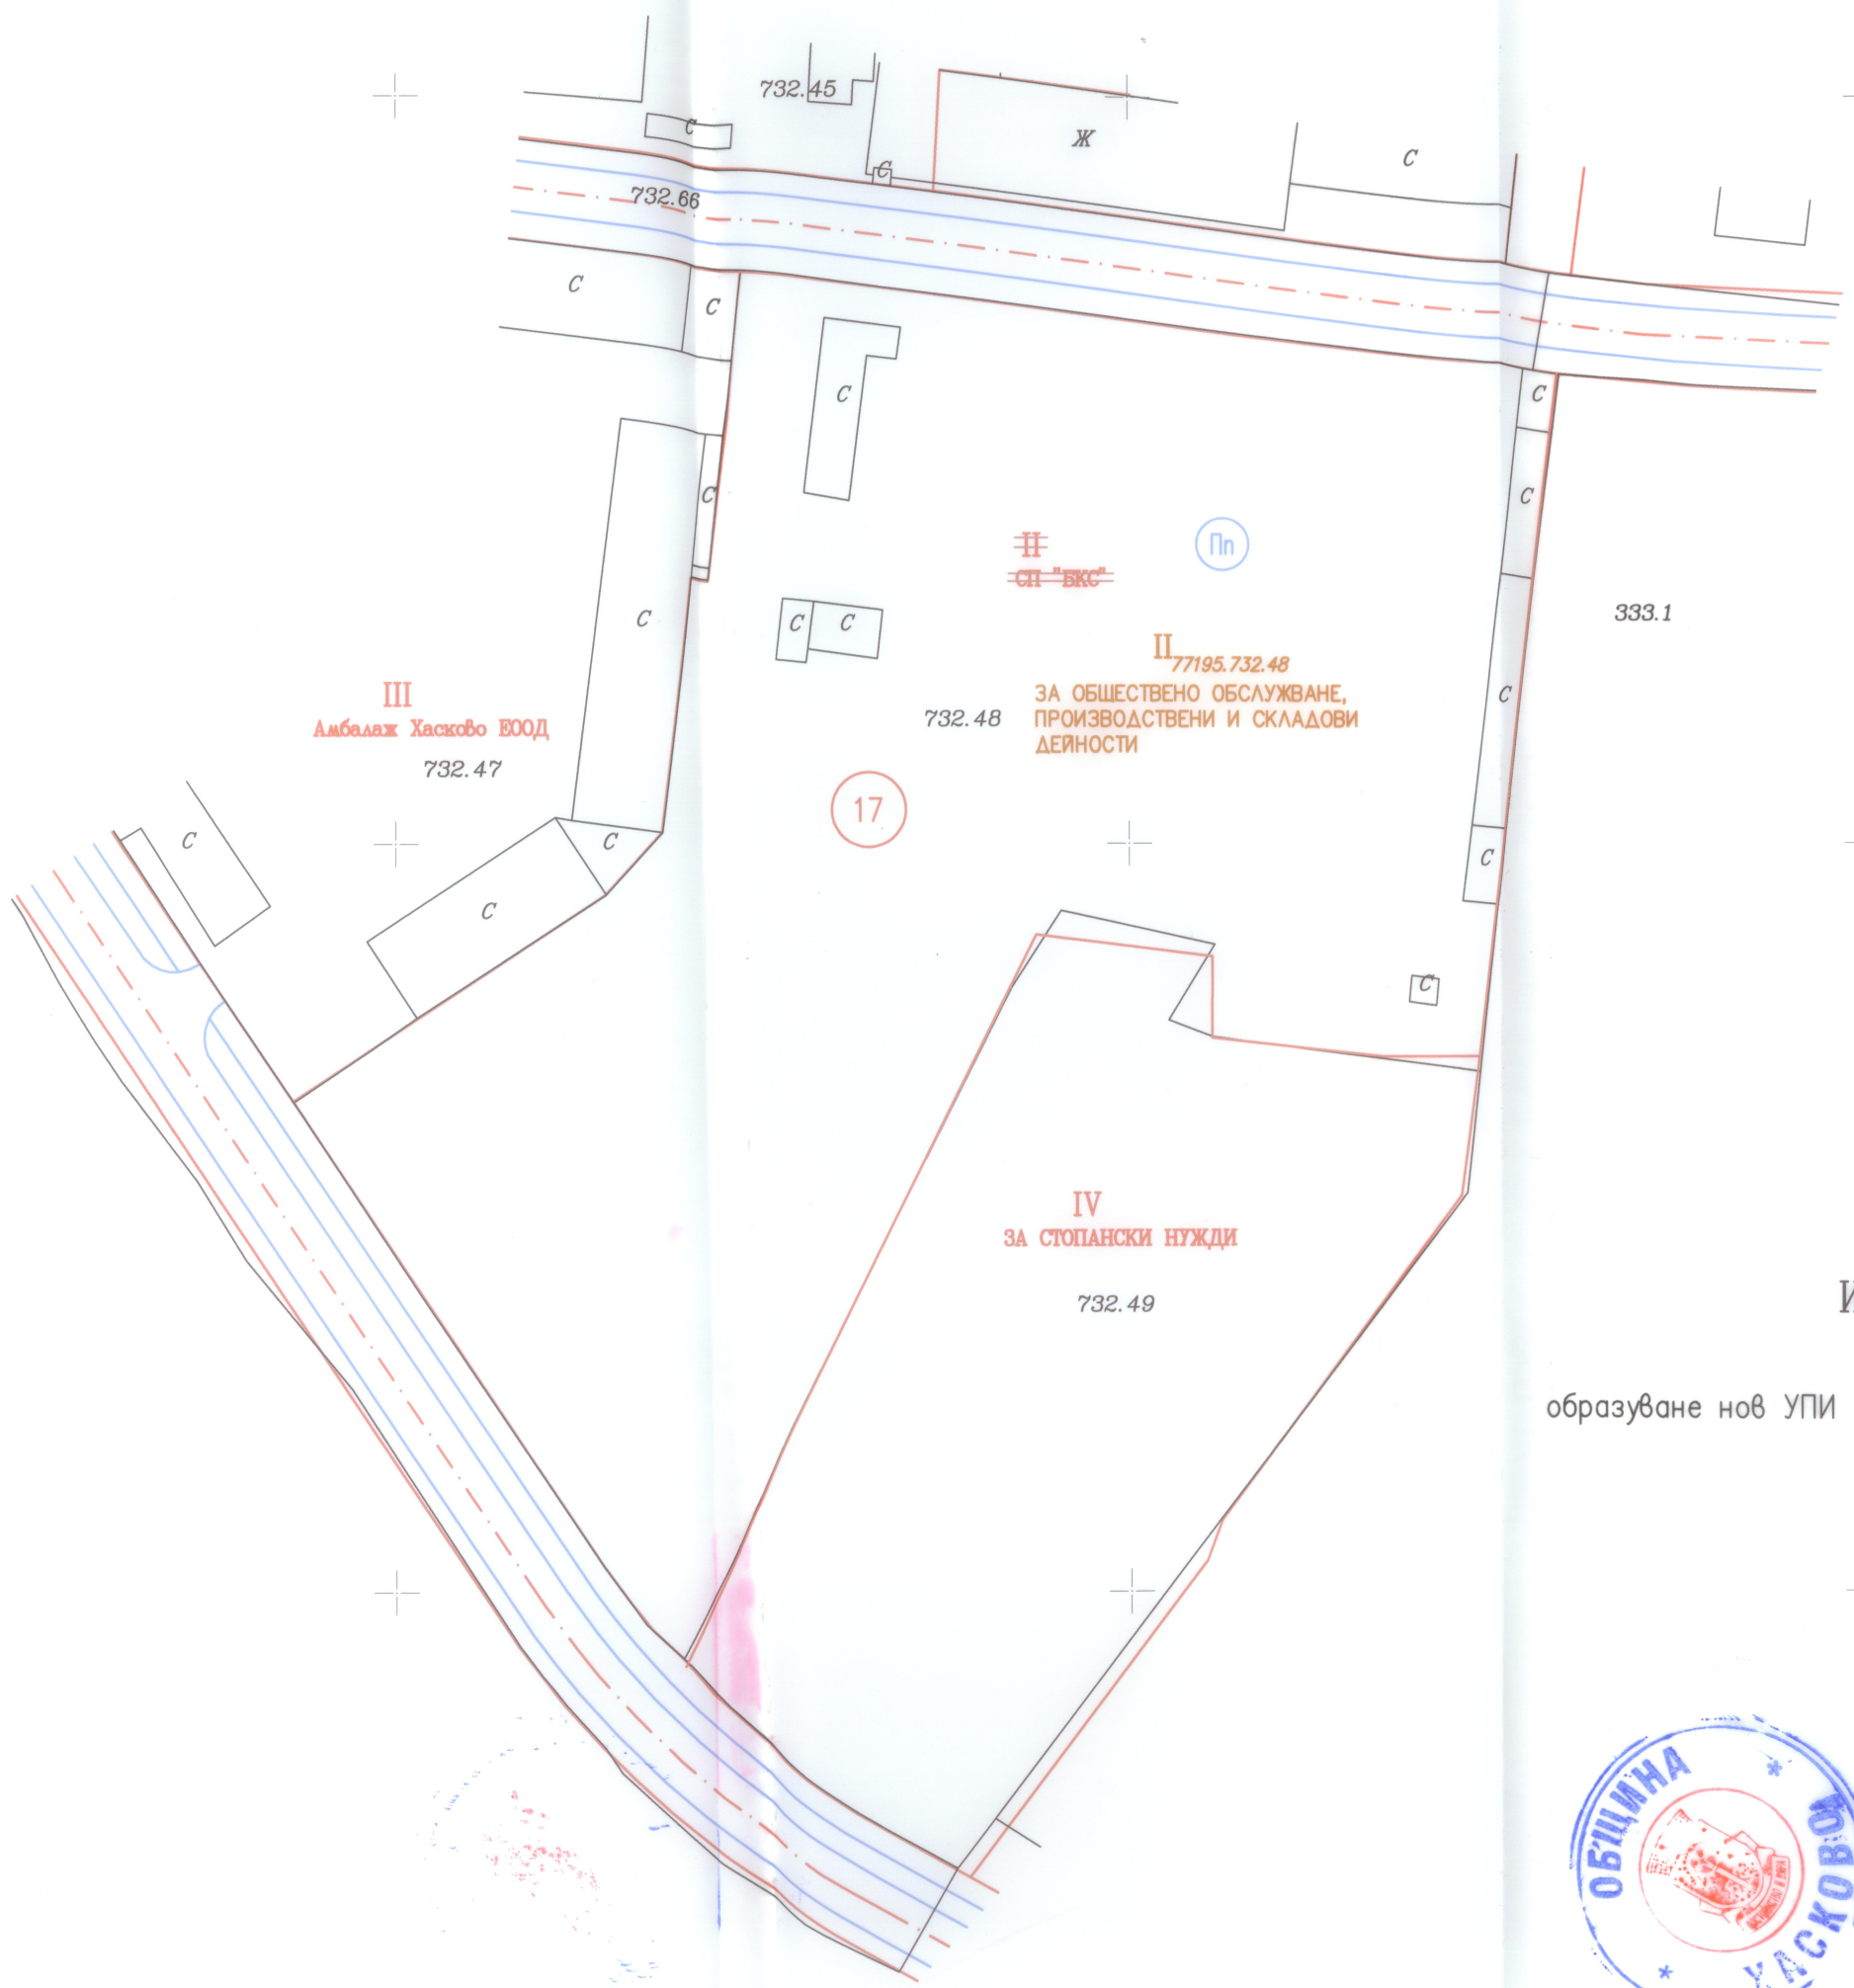 732.45
С
Ж
С
С
732.66
С
С
С
С
С
С
II
СП "БКС"
Пп
С
С
С
С
333.1
II 77195.732.48
ЗА ОБЩЕСТВЕНО ОБСЛУЖВАНЕ,
ПРОИЗВОДСТВЕНИ И СКЛАДОВИ
ДЕЙНОСТИ
732.48
С
III
Амбалаж Хасково ЕООД
732.47
17
С
С
С
С
С
IV
ЗА СТОПАНСКИ НУЖДИ
732.49
образуване нов УПИ
ОБЩИНА
ХАСКОВО